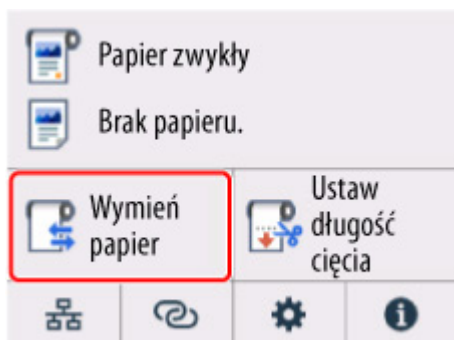 Papier zwykły
Brak papieru.
Wymień
papier
Ustaw
długość
cięcia